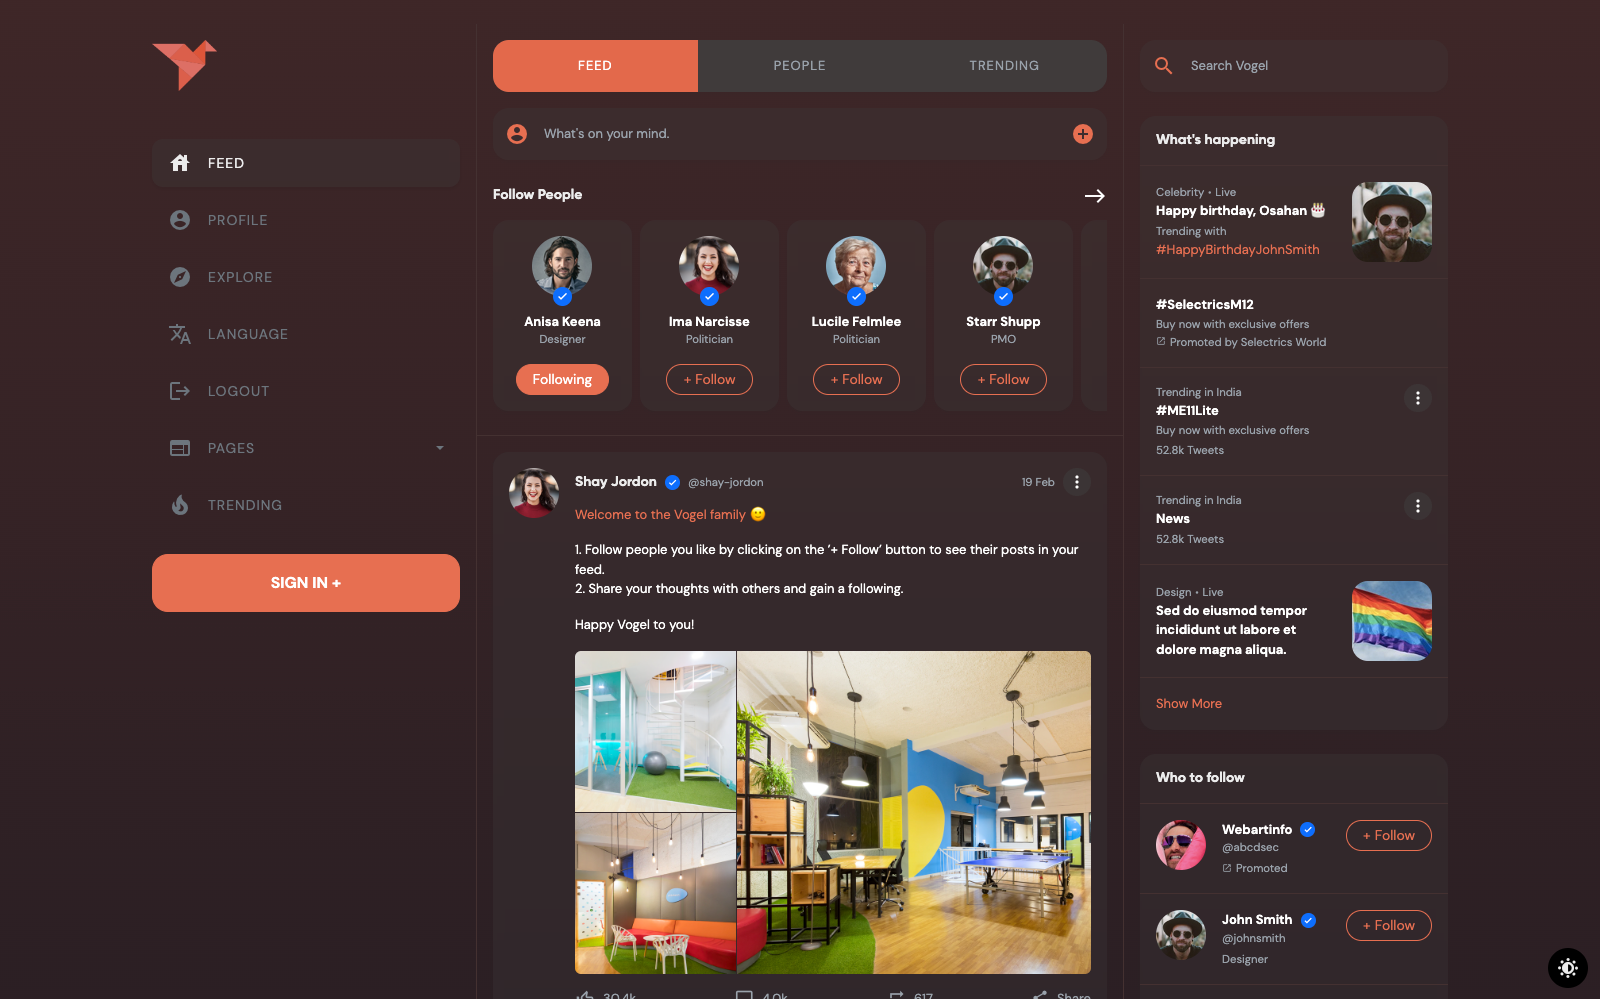 FEED
PROFILE
EXPLORE
LANGUAGE
LOGOUT
PAGES
TRENDING
SIGN IN +
FEED
PEOPLE
TRENDING
What's on your mind.
Follow People
Anisa Keena
Designer
Following
Ima Narcisse
Politician
+ Follow
Lucile Felmlee
Politician
+ Follow
Starr Shupp
PMO
+ Follow
Shay Jordon @shay-jordon 19 Feb
Welcome to the Vogel family 🙂
1. Follow people you like by clicking on the ‘+ Follow’ button to see their posts in your
feed.
2. Share your thoughts with others and gain a following.
Happy Vogel to you!
30.4k 4.0k 617 Share
Search Vogel
What's happening
Celebrity • Live
Happy birthday, Osahan 🎂
Trending with
#HappyBirthdayJohnSmith
#SelectricsM12
Buy now with exclusive offers
Promoted by Selectrics World
Trending in India
#ME11Lite
Buy now with exclusive offers
52.8k Tweets
Trending in India
News
52.8k Tweets
Design • Live
Sed do eiusmod tempor
incididunt ut labore et
dolore magna aliqua.
Show More
Who to follow
Webartinfo
@abcdsec
Promoted
+ Follow
John Smith
@johnsmith
Designer
+ Follow